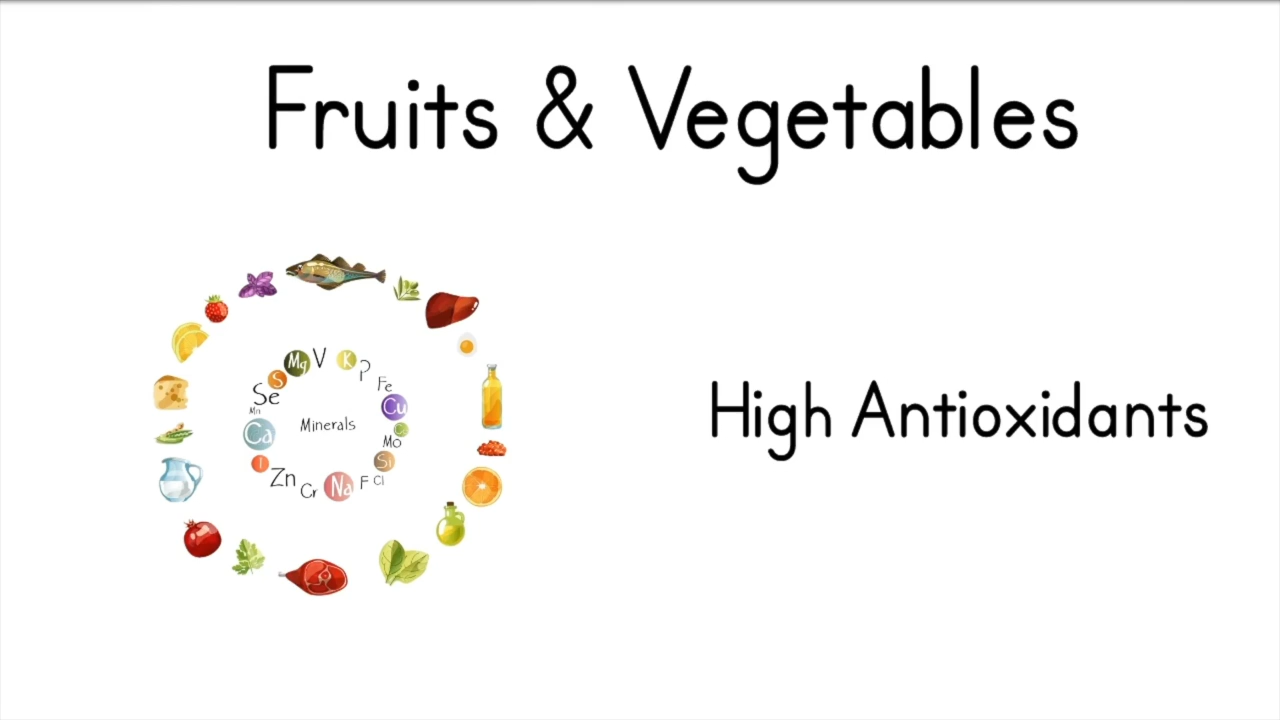 Fruits & Vegetables
High Antioxidants
Mg
V
K
P
S
Fe
Se
Cu
Mn
Minerals
C
Ca
Mo
I
Si
Zn
Cr
Na
F
Cl